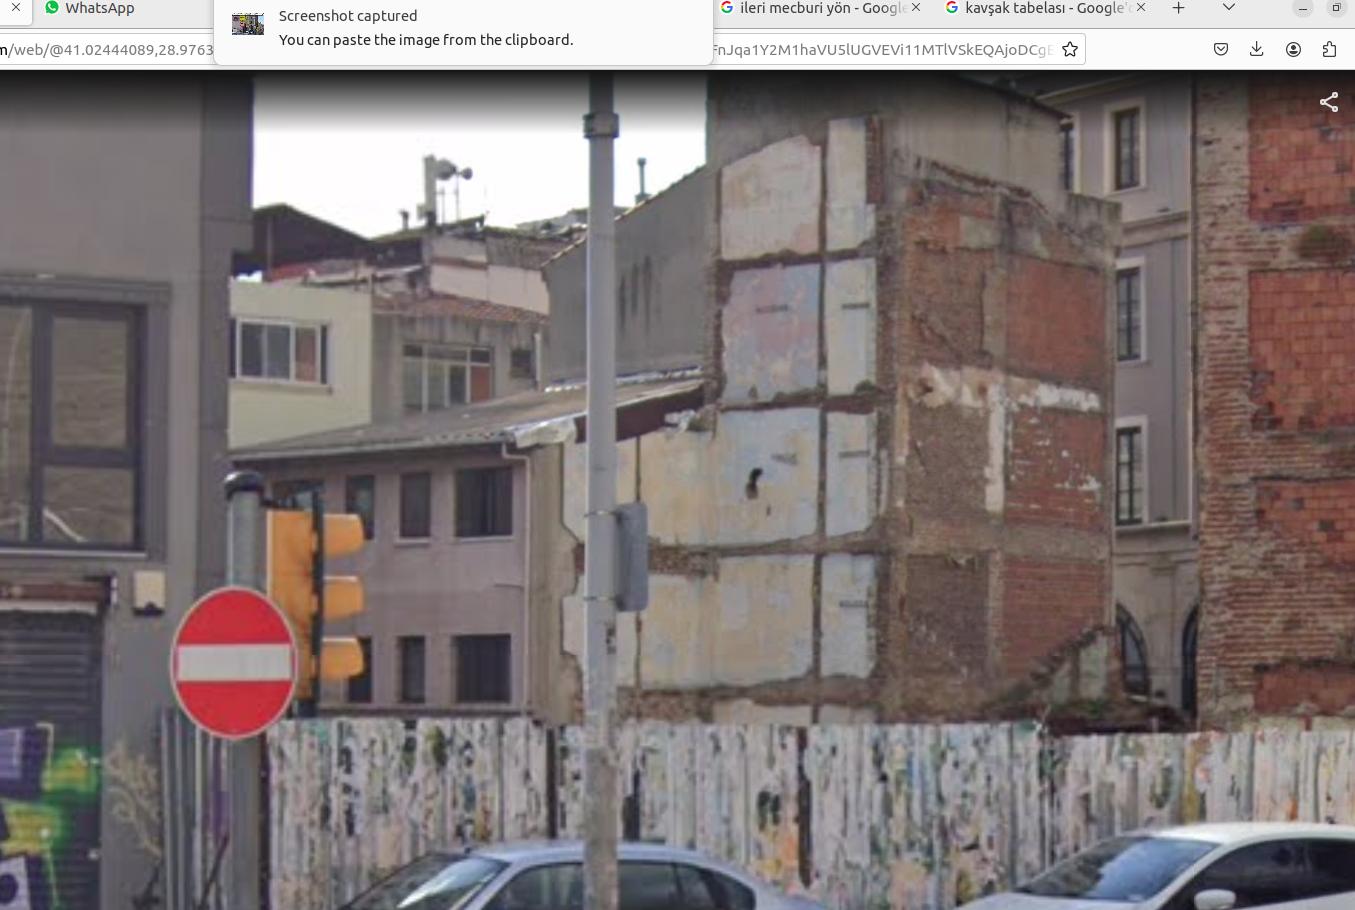 WhatsApp
Screenshot captured
You can paste the image from the clipboard.
ileri mecburi yön - Google
kavşak tabelası - Google'
/web/@41.02444089,28.9763